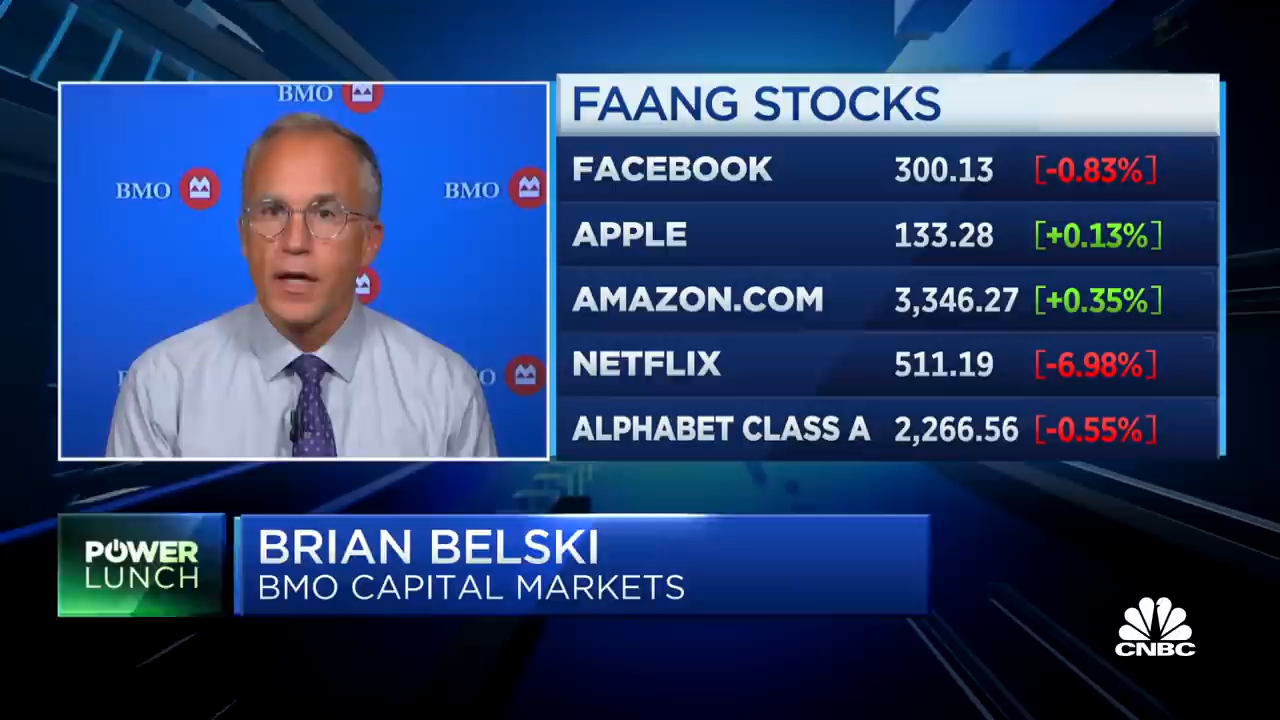 BMO
BMO
BMO
FAANG STOCKS
FACEBOOK 300.13 [-0.83%]
APPLE 133.28 [+0.13%]
AMAZON.COM 3,346.27 [+0.35%]
NETFLIX 511.19 [-6.98%]
ALPHABET CLASS A 2,266.56 [-0.55%]
POWER
LUNCH
BRIAN BELSKI
BMO CAPITAL MARKETS
CNBC